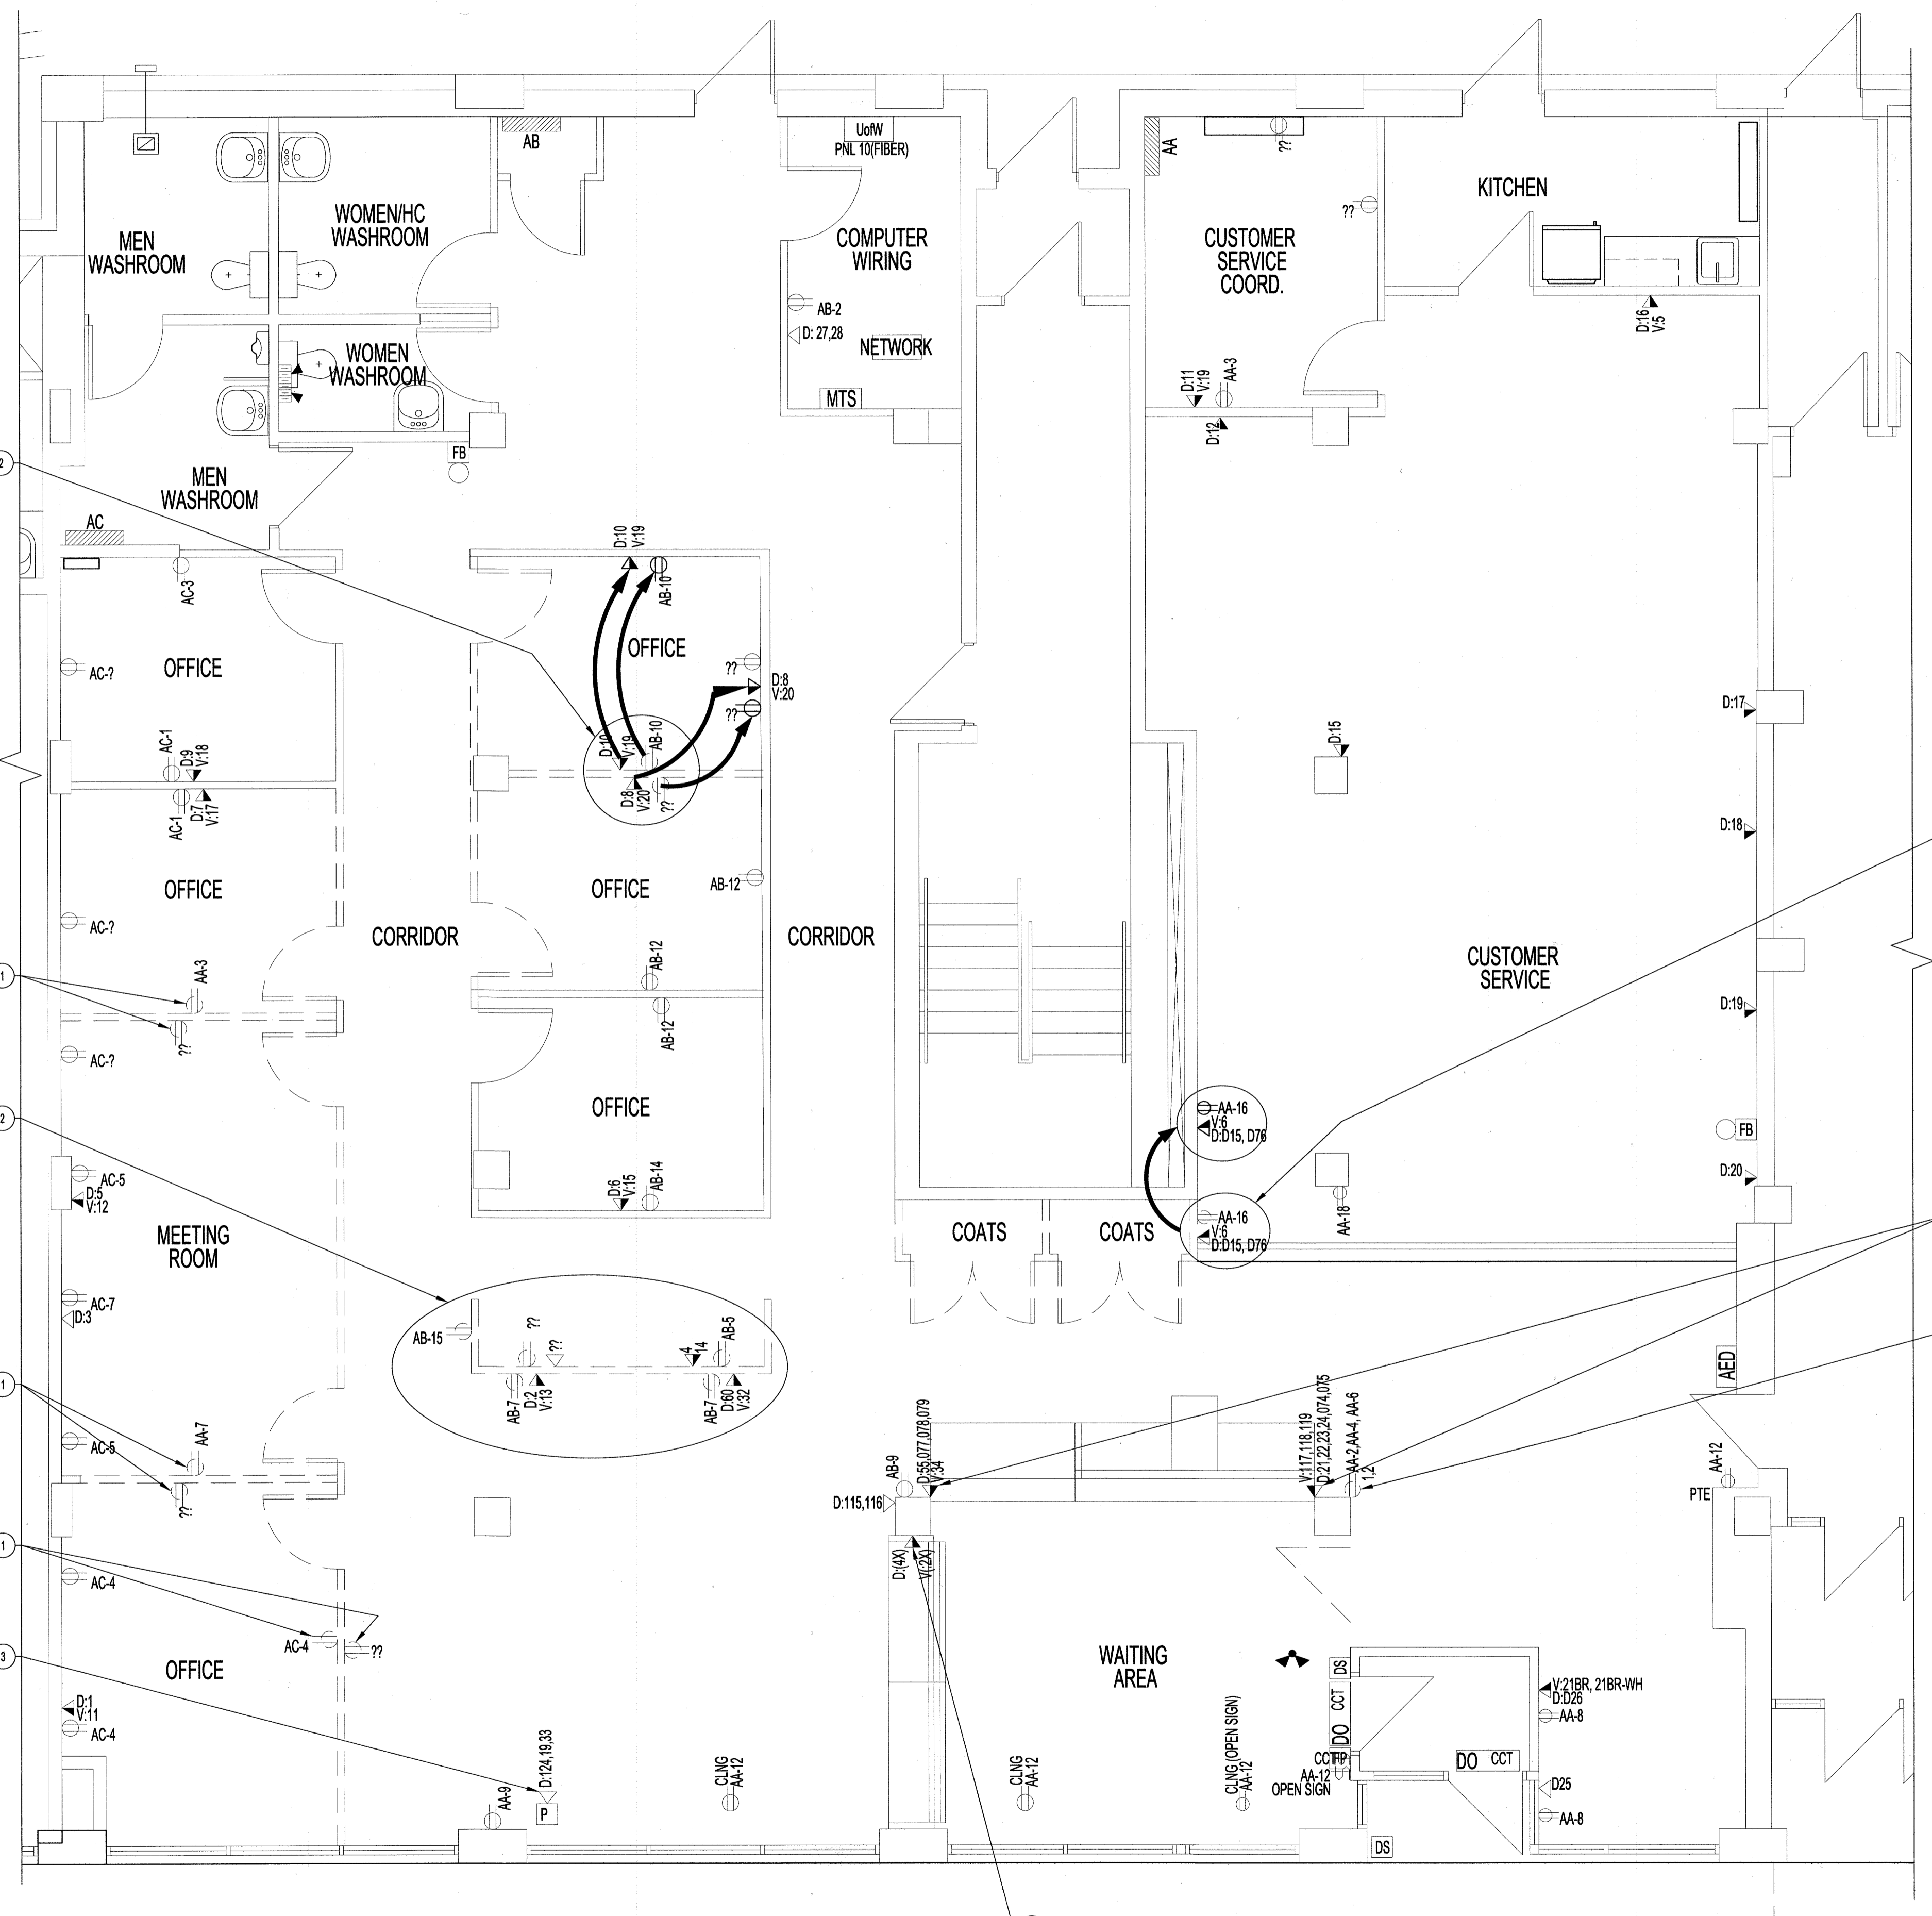 UofW
PNL 10(FIBER)
AB
AA
??
KITCHEN
??
WOMEN/HC
WASHROOM
MEN
WASHROOM
COMPUTER
WIRING
CUSTOMER
SERVICE
COORD.
AB-2
D: 27,28
NETWORK
D:16
V:5
WOMEN
WASHROOM
MTS
D:11
V:19
AA-3
D:12
FB
2
MEN
WASHROOM
AC
D:10
V:19
AB-10
AC-3
OFFICE
OFFICE
AC-?
??
D:8
V:20
??
D:17
D:10
V:19
AB-10
D:15
AC-1
D:9
V:18
D:8
V:20
??
AC-1
D:7
V:17
D:18
OFFICE
OFFICE
AB-12
AC-?
CORRIDOR
CORRIDOR
CUSTOMER
SERVICE
1
AA-3
AB-12
D:19
??
AB-12
AC-?
OFFICE
2
AA-16
V:6
D:D15, D76
FB
AC-5
D:5
V:12
D:6
V:15
AB-14
D:20
MEETING
ROOM
COATS
COATS
AA-16
V:6
D:D15, D76
AA-18
AC-7
D:3
AB-15
??
??
4
14
AB-5
AED
1
AB-7
D:2
V:13
AB-7
D:60
V:32
AC-5
AA-7
??
AB-9
D:55,077,078,079
V:34
V:117,118,119
D:21,22,23,24,074,075
AA-2,AA-4, AA-6
1,2
AA-12
PTE
D:115,116
D:(4X)
V(:2X)
1
AC-4
AC-4
??
3
OFFICE
WAITING
AREA
DS
D:1
V:11
AC-4
CCT
DO
V:21BR, 21BR-WH
D:D26
AA-8
D:124,19,33
P
AA-9
CLNG
AA-12
CLNG
AA-12
CLNG (OPEN SIGN)
AA-12
AA-12
OPEN SIGN
DO
CCT
D25
AA-8
DS